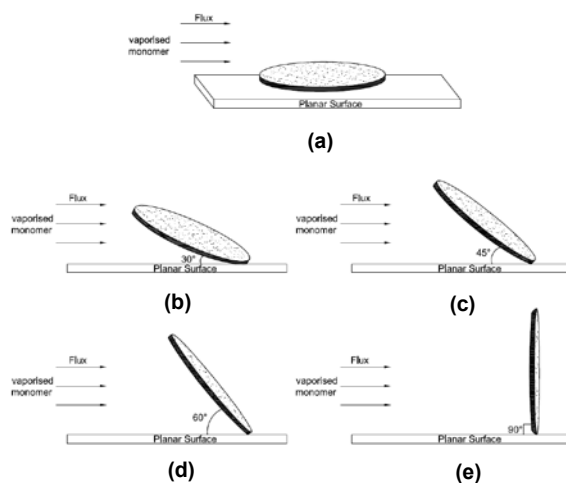 Flux
vaporised
monomer
Planar Surface
(a)
Flux
vaporised
monomer
30°
Planar Surface
(b)
Flux
vaporised
monomer
45°
Planar Surface
(c)
Flux
vaporised
monomer
60°
Planar Surface
(d)
Flux
vaporised
monomer
90°
Planar Surface
(e)